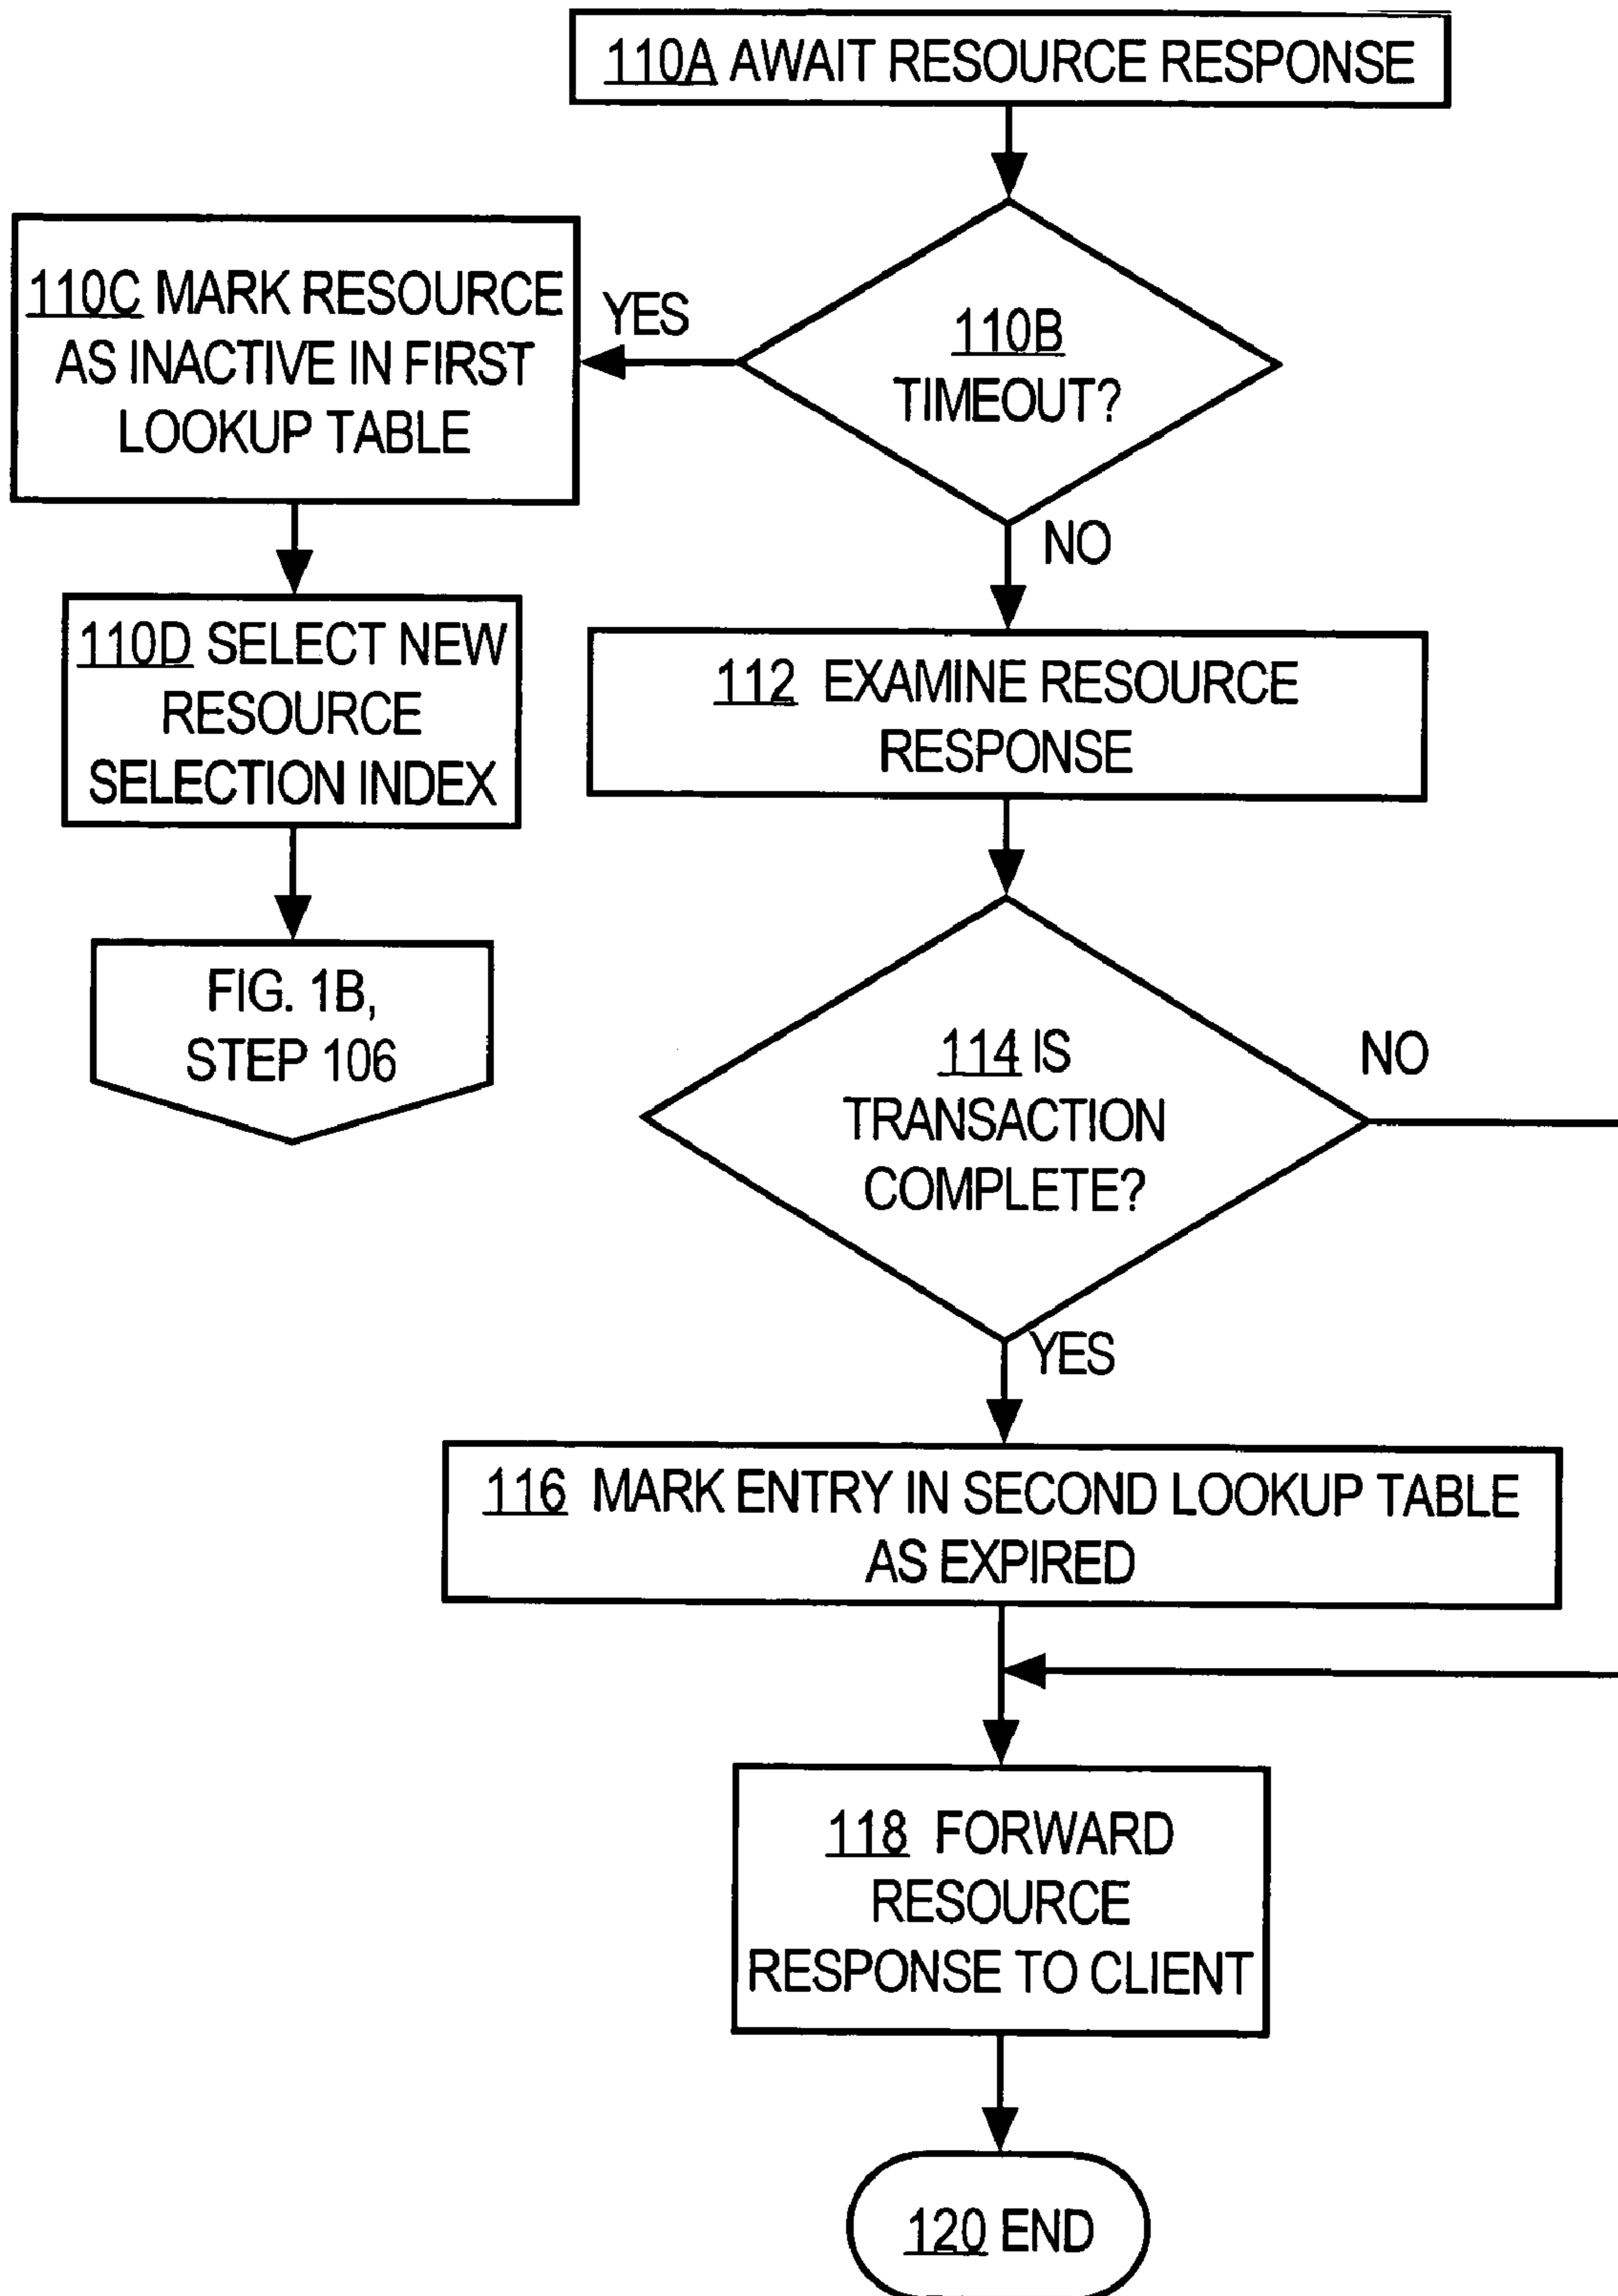 110A AWAIT RESOURCE RESPONSE
110C MARK RESOURCE
AS INACTIVE IN FIRST
LOOKUP TABLE
YES
110B
TIMEOUT?
NO
110D SELECT NEW
RESOURCE
SELECTION INDEX
112 EXAMINE RESOURCE
RESPONSE
FIG. 1B,
STEP 106
114 IS
TRANSACTION
COMPLETE?
NO
YES
116 MARK ENTRY IN SECOND LOOKUP TABLE
AS EXPIRED
118 FORWARD
RESOURCE
RESPONSE TO CLIENT
120 END